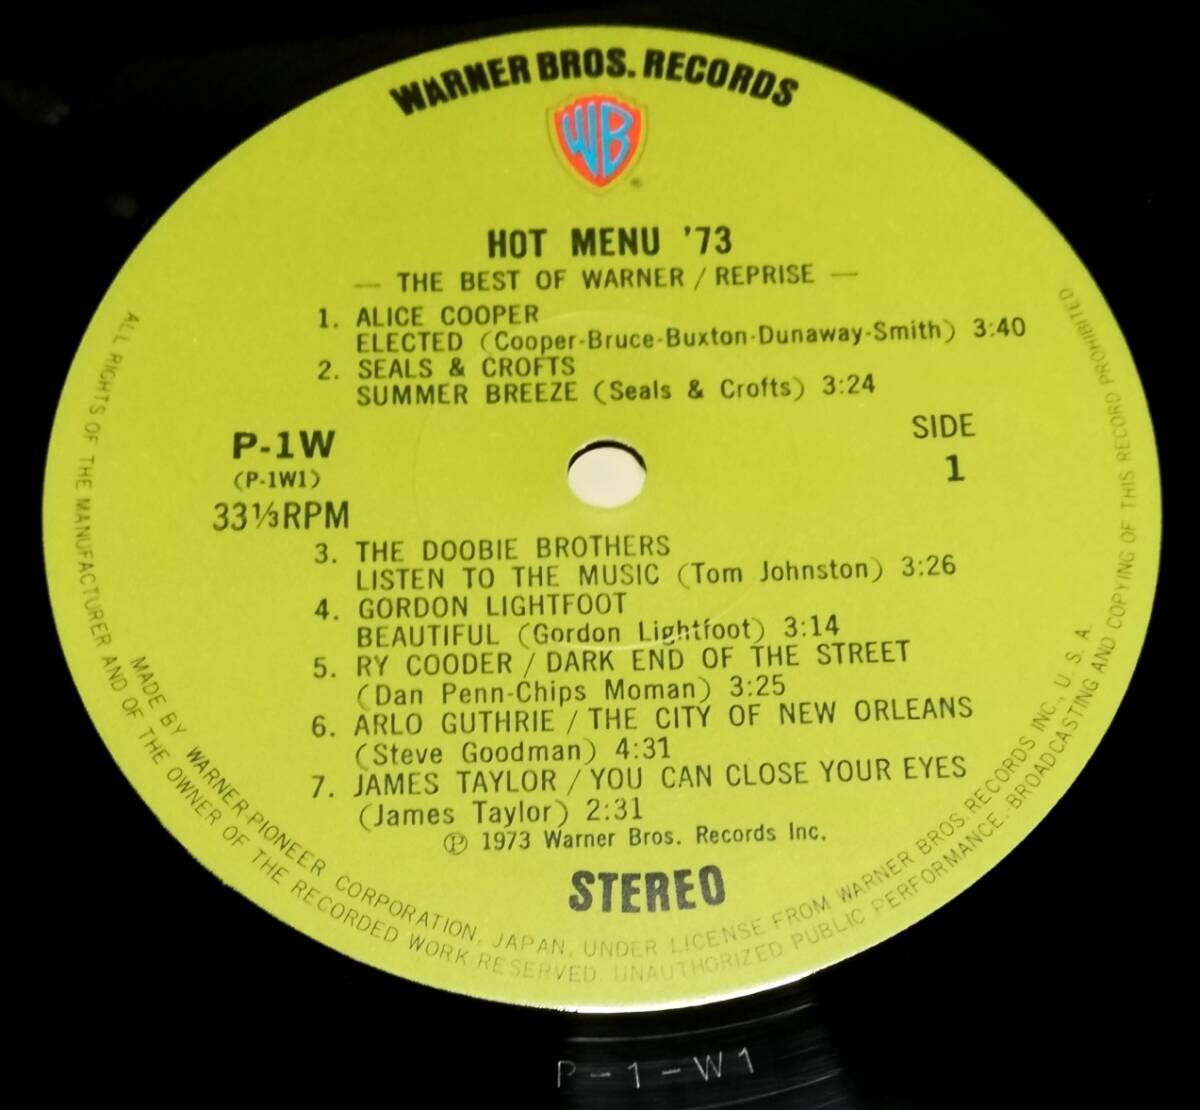 WARNER BROS. RECORDS
WB
®
HOT MENU '73
— THE BEST OF WARNER / REPRISE —
1. ALICE COOPER
ELECTED (Cooper-Bruce-Buxton-Dunaway-Smith) 3:40
2. SEALS & CROFTS
SUMMER BREEZE (Seals & Crofts) 3:24
P-1W
(P-1W1)
33⅓RPM
SIDE
1
3. THE DOOBIE BROTHERS
LISTEN TO THE MUSIC (Tom Johnston) 3:26
4. GORDON LIGHTFOOT
BEAUTIFUL (Gordon Lightfoot) 3:14
5. RY COODER / DARK END OF THE STREET
(Dan Penn-Chips Moman) 3:25
6. ARLO GUTHRIE / THE CITY OF NEW ORLEANS
(Steve Goodman) 4:31
7. JAMES TAYLOR / YOU CAN CLOSE YOUR EYES
(James Taylor) 2:31
℗ 1973 Warner Bros. Records Inc.
STEREO
MADE BY WARNER-PIONEER CORPORATION, JAPAN, UNDER LICENSE FROM WARNER BROS. RECORDS INC., U. S. A.
ALL RIGHTS OF THE MANUFACTURER AND OF THE OWNER OF THE RECORDED WORK RESERVED. UNAUTHORIZED PUBLIC PERFORMANCE, BROADCASTING AND COPYING OF THIS RECORD PROHIBITED
P-1-W1